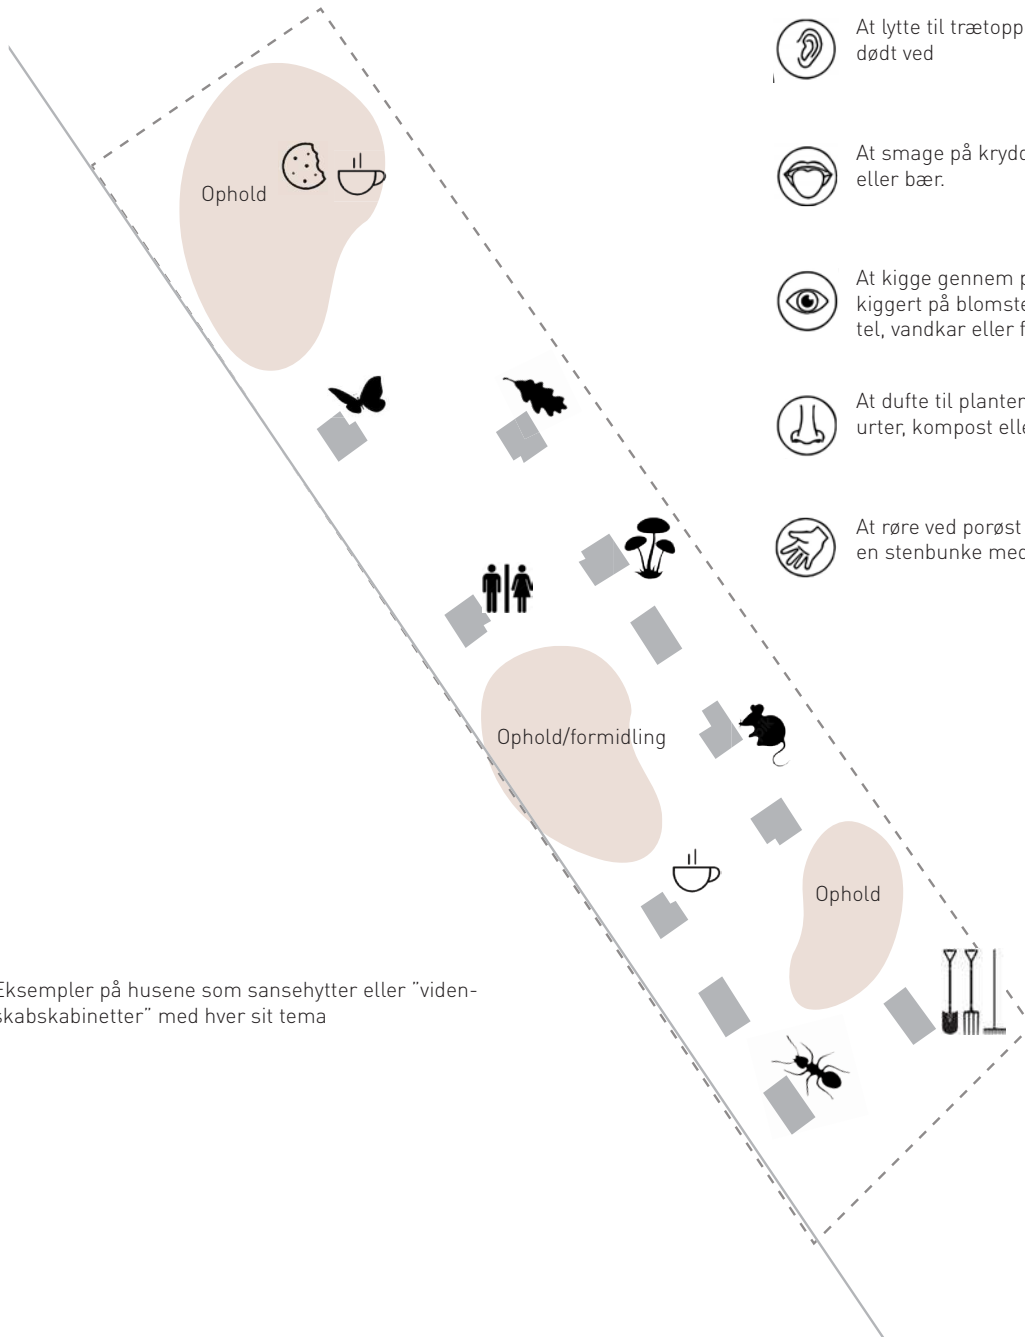 At lytte til trætopp
dødt ved
At smage på krydd
eller bær.
At kigge gennem p
kiggert på blomste
tel, vandkar eller f
At dufte til planter
urter, kompost elle
At røre ved porøst
en stenbunke med
Ophold
Ophold/formidling
Ophold
Eksempler på husene som sansehytter eller ”viden-
skabskabinetter” med hver sit tema